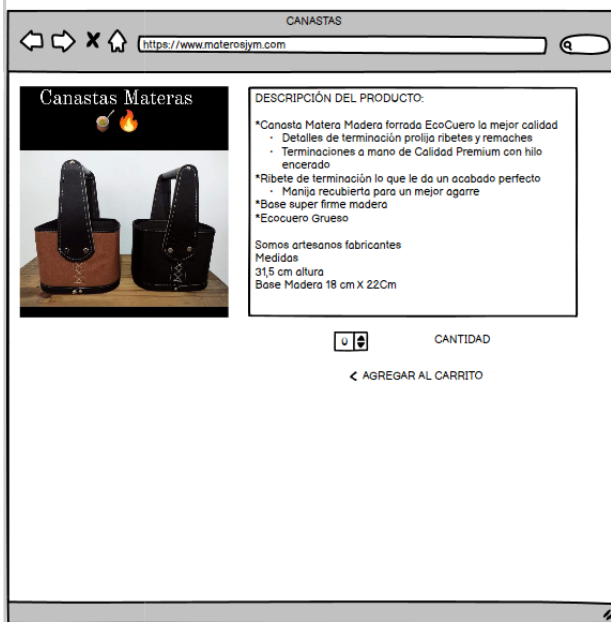 CANASTAS
https://www.materosjym.com
Canastas Materas
DESCRIPCIÓN DEL PRODUCTO:
*Canasta Matera Madera forrada EcoCuero la mejor calidad
• Detalles de terminación prolija ribetes y remaches
• Terminaciones a mano de Calidad Premium con hilo
encerado
*Ribete de terminación lo que le da un acabado perfecto
• Manija recubierta para un mejor agarre
*Base super firme madera
*Ecocuero Grueso
Somos artesanos fabricantes
Medidas
31,5 cm altura
Base Madera 18 cm X 22Cm
0
CANTIDAD
< AGREGAR AL CARRITO